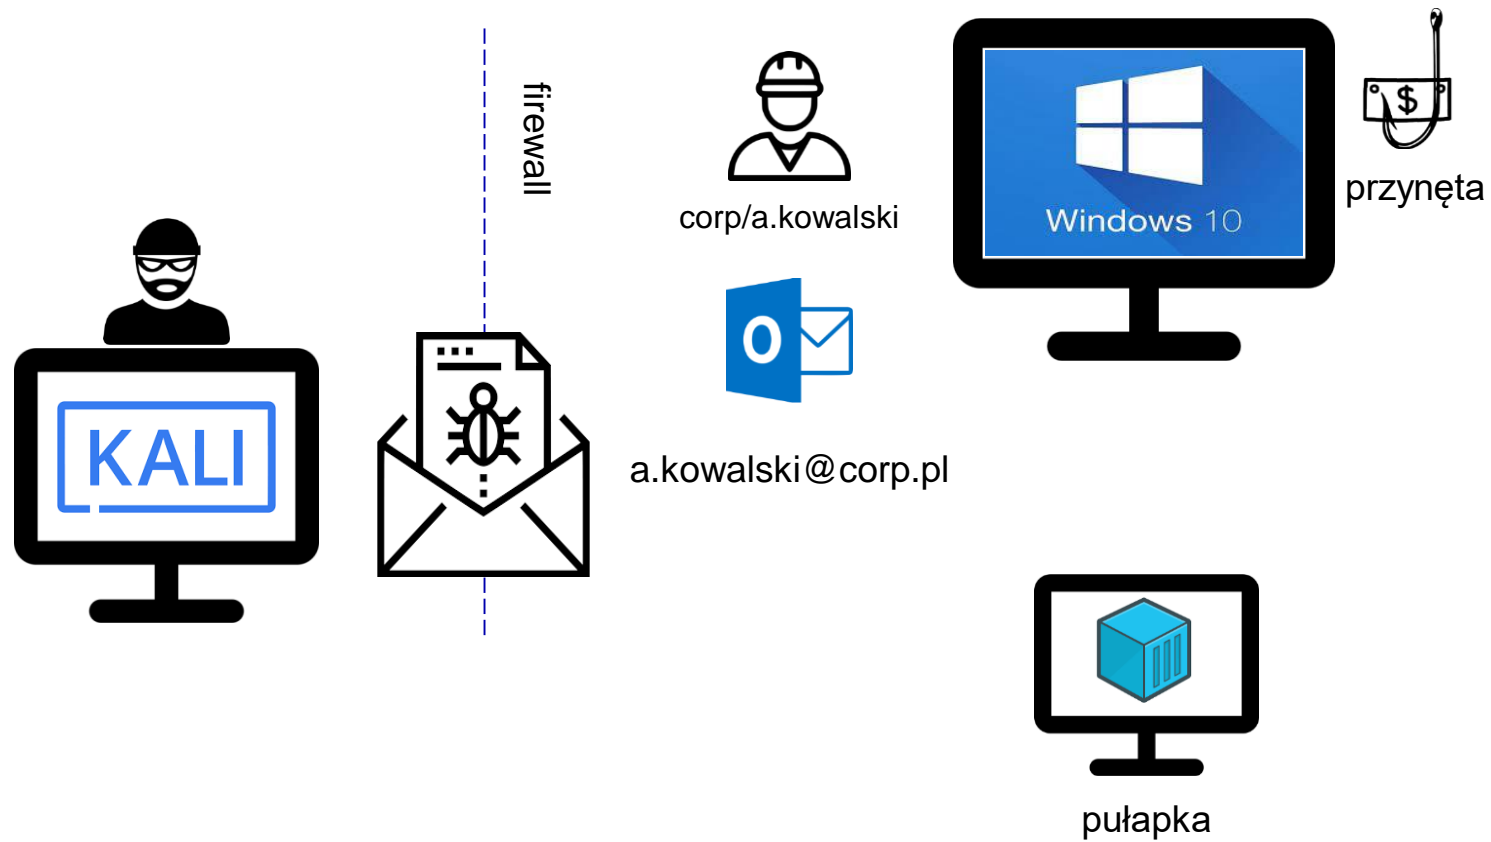 firewall
corp/a.kowalski
Windows 10
$
przynęta
KALI
O
a.kowalski@corp.pl
pułapka